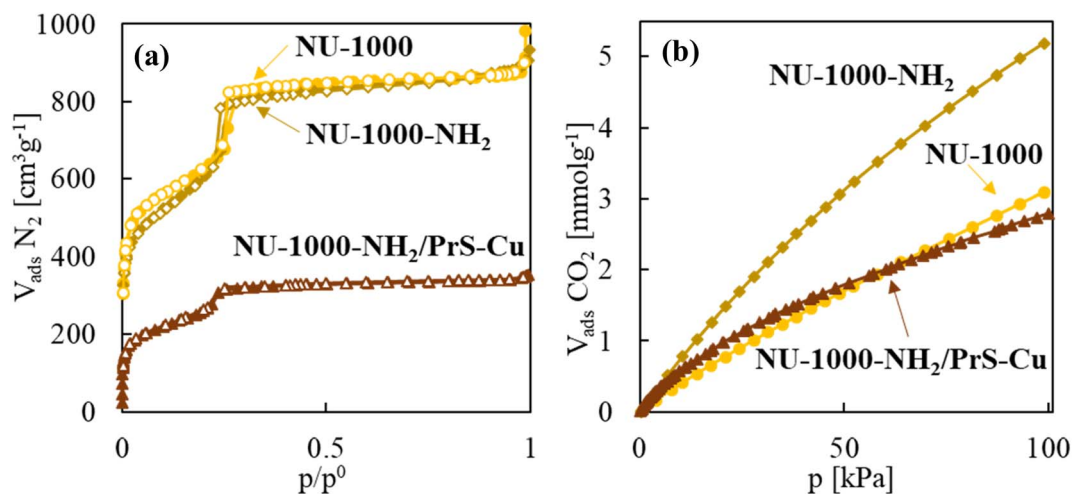 (a)
1000
800
600
400
200
0
V_ads N₂ [cm³g⁻¹]
NU-1000
NU-1000-NH₂
NU-1000-NH₂/PrS-Cu
0
0.5
1
p/p⁰
(b)
5
4
3
2
1
0
V_ads CO₂ [mmolg⁻¹]
NU-1000-NH₂
NU-1000
NU-1000-NH₂/PrS-Cu
0
50
100
p [kPa]